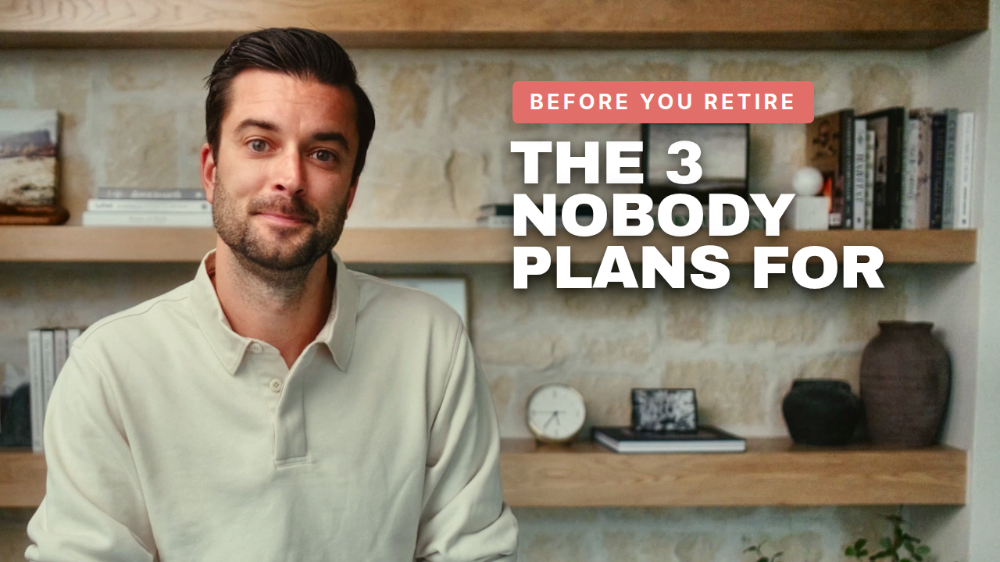 BEFORE YOU RETIRE
THE 3
NOBODY
PLANS FOR